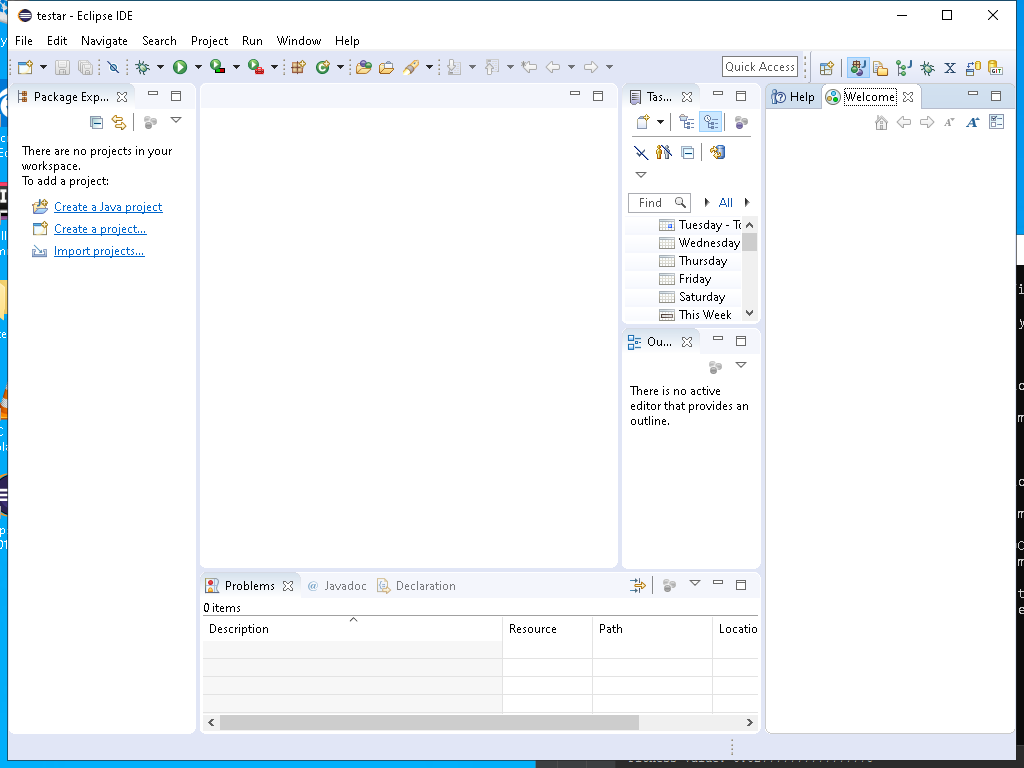 testar - Eclipse IDE
File Edit Navigate Search Project Run Window Help
Quick Access
Package Exp...
There are no projects in your
workspace.
To add a project:
Create a Java project
Create a project...
Import projects...
Tas...
Find
All
Tuesday - To
Wednesday
Thursday
Friday
Saturday
This Week
Ou...
There is no active
editor that provides an
outline.
Help Welcome
Problems @ Javadoc Declaration
0 items
Description Resource Path Locatio